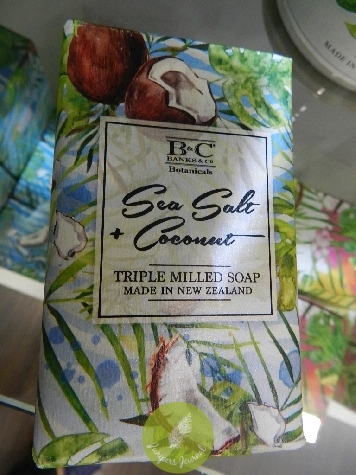 B&C
BANKS & Co
Botanicals
Sea Salt
+ Coconut
TRIPLE MILLED SOAP
MADE IN NEW ZEALAND